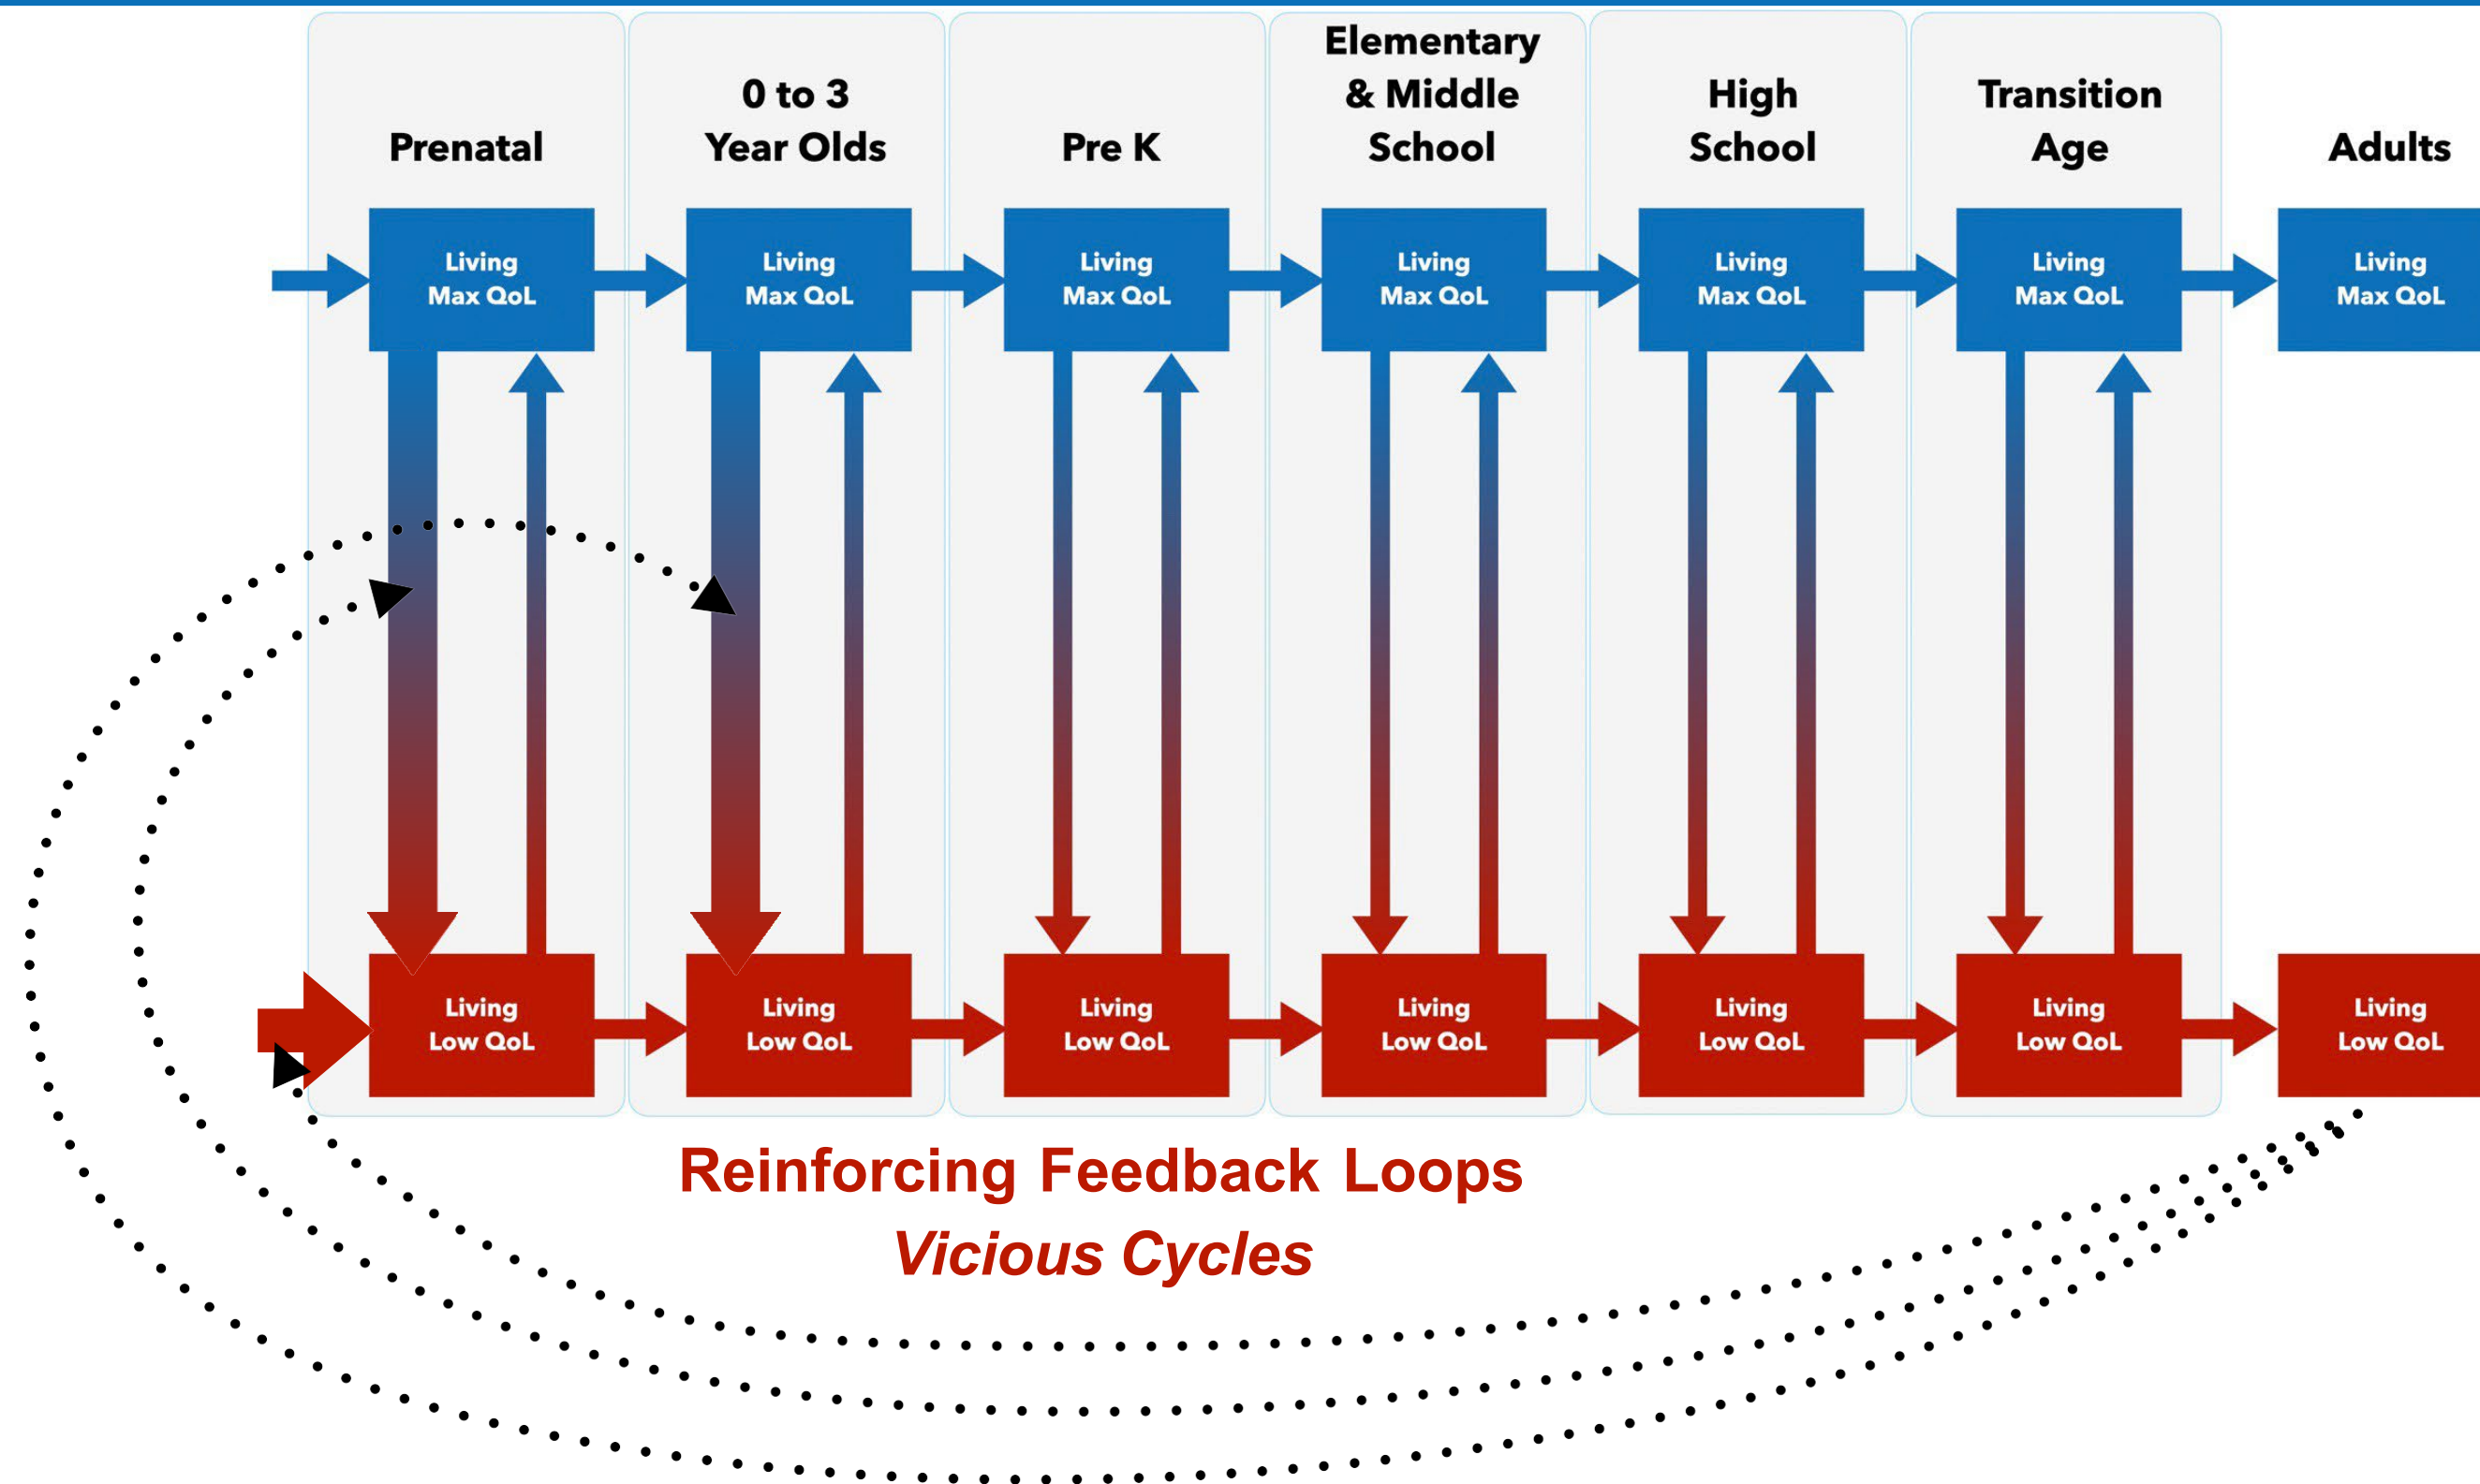 Prenatal
0 to 3
Year Olds
Pre K
Elementary
& Middle
School
High
School
Transition
Age
Adults
Living
Max QoL
Living
Max QoL
Living
Max QoL
Living
Max QoL
Living
Max QoL
Living
Max QoL
Living
Max QoL
Living
Low QoL
Living
Low QoL
Living
Low QoL
Living
Low QoL
Living
Low QoL
Living
Low QoL
Living
Low QoL
Reinforcing Feedback Loops
Vicious Cycles